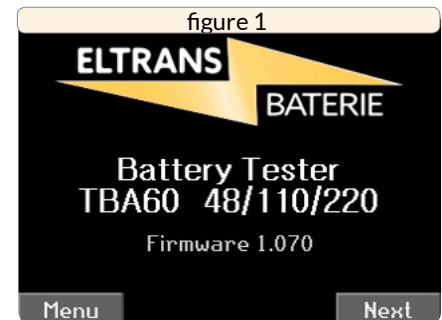 figure 1
ELTRANS
BATERIE
Battery Tester
TBA60 48/110/220
Firmware 1.070
Menu Next